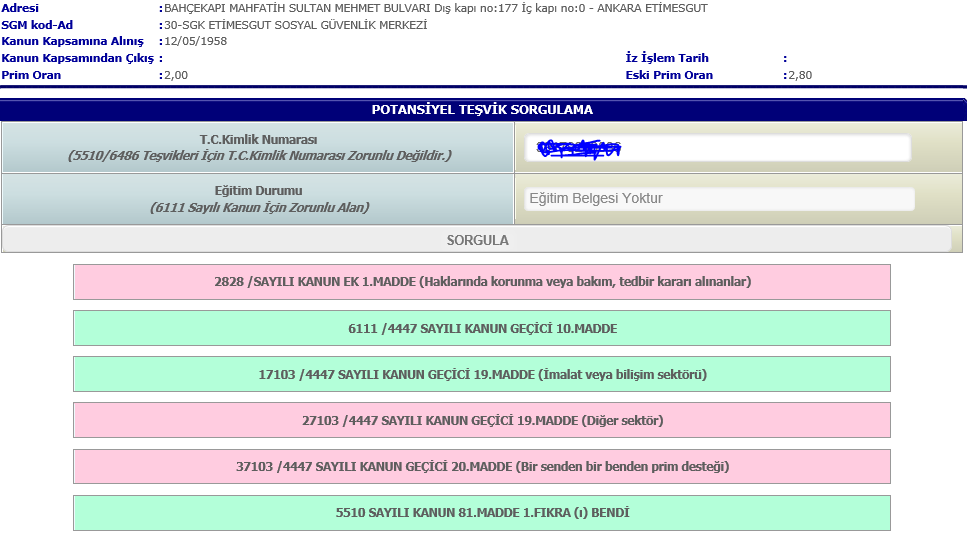 Adresi :BAHÇEKAPI MAHFATİH SULTAN MEHMET BULVARI Dış kapı no:177 İç kapı no:0 - ANKARA ETİMESGUT
SGM kod-Ad :30-SGK ETİMESGUT SOSYAL GÜVENLİK MERKEZİ
Kanun Kapsamına Alınış :12/05/1958
Kanun Kapsamından Çıkış : İz İşlem Tarih :
Prim Oran :2,00 Eski Prim Oran :2,80
POTANSİYEL TEŞVİK SORGULAMA
T.C.Kimlik Numarası
(5510/6486 Teşvikleri İçin T.C.Kimlik Numarası Zorunlu Değildir.)
Eğitim Durumu
(6111 Sayılı Kanun İçin Zorunlu Alan)
Eğitim Belgesi Yoktur
SORGULA
2828 /SAYILI KANUN EK 1.MADDE (Haklarında korunma veya bakım, tedbir kararı alınanlar)
6111 /4447 SAYILI KANUN GEÇİCİ 10.MADDE
17103 /4447 SAYILI KANUN GEÇİCİ 19.MADDE (İmalat veya bilişim sektörü)
27103 /4447 SAYILI KANUN GEÇİCİ 19.MADDE (Diğer sektör)
37103 /4447 SAYILI KANUN GEÇİCİ 20.MADDE (Bir senden bir benden prim desteği)
5510 SAYILI KANUN 81.MADDE 1.FIKRA (ı) BENDİ